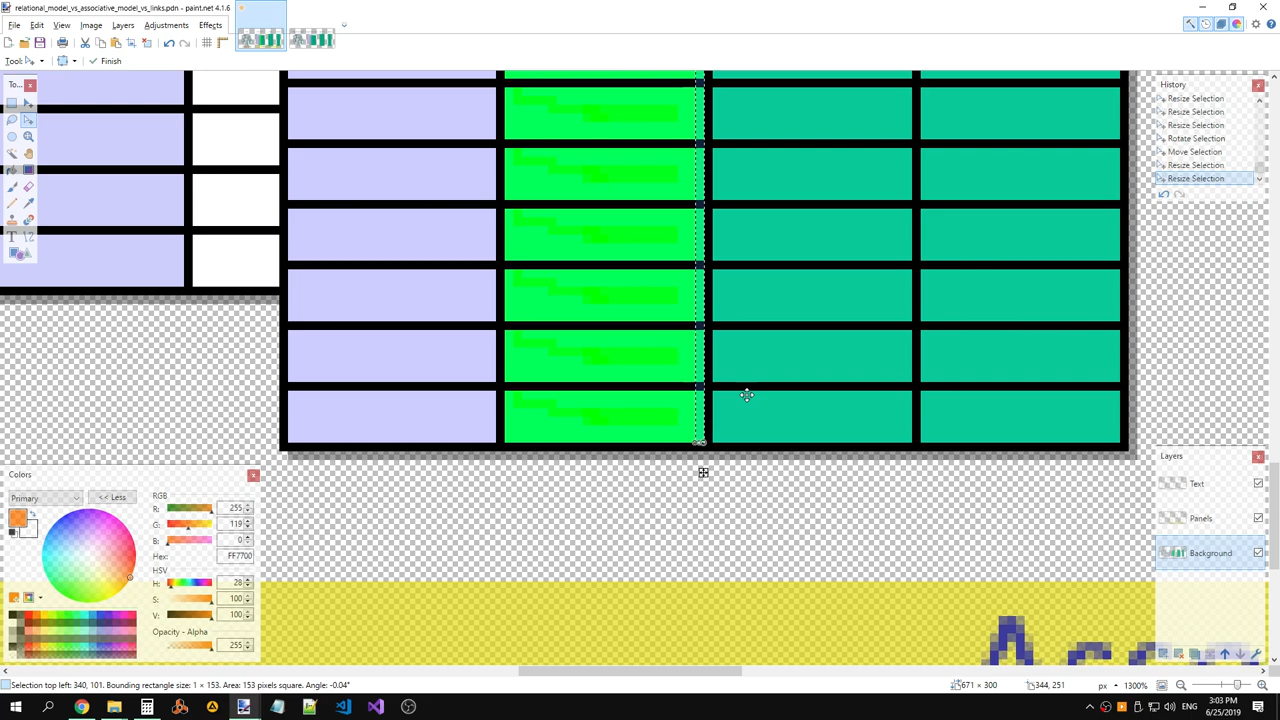 relational_model_vs_associative_model_vs_links.pdn - paint.net 4.1.6
File Edit View Image Layers Adjustments Effects
Tool: Finish
To...
History
Resize Selection
Resize Selection
Resize Selection
Rotate Selection
Move Selection
Resize Selection
Resize Selection
Layers
Text
Panels
Background
Colors
Primary
<< Less
RGB
R: 255
G: 119
B: 0
Hex: FF7700
HSV
H: 28
S: 100
V: 100
Opacity - Alpha
255
Selection top left: 340, 101. Bounding rectangle size: 1 × 153. Area: 153 pixels square. Angle: -0.04°
671 × 300
344, 251
px
1300%
ENG
3:03 PM
6/25/2019